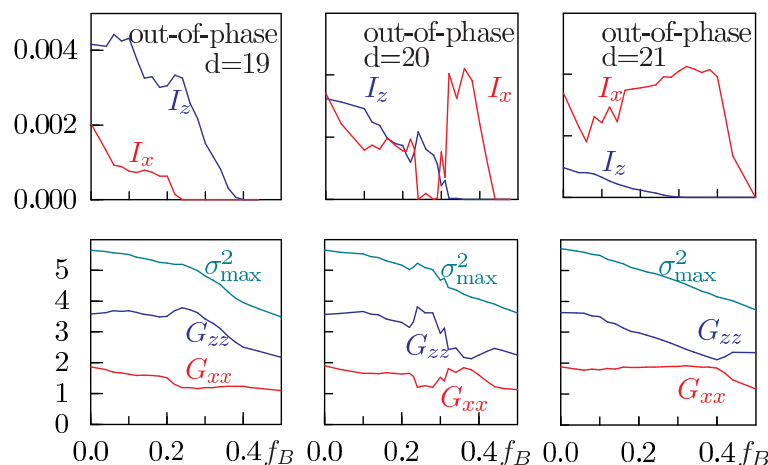 0.004
0.002
0.000
out-of-phase
d=19
I_z
I_x
out-of-phase
d=20
I_z
I_x
out-of-phase
d=21
I_x
I_z
5
4
3
2
1
0
σ²max
G_zz
G_xx
σ²max
G_zz
G_xx
σ²max
G_zz
G_xx
0.0 0.2 0.4 f_B
0.0 0.2 0.4 f_B
0.0 0.2 0.4 f_B